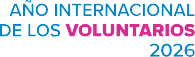 AÑO INTERNACIONAL
DE LOS VOLUNTARIOS
2026